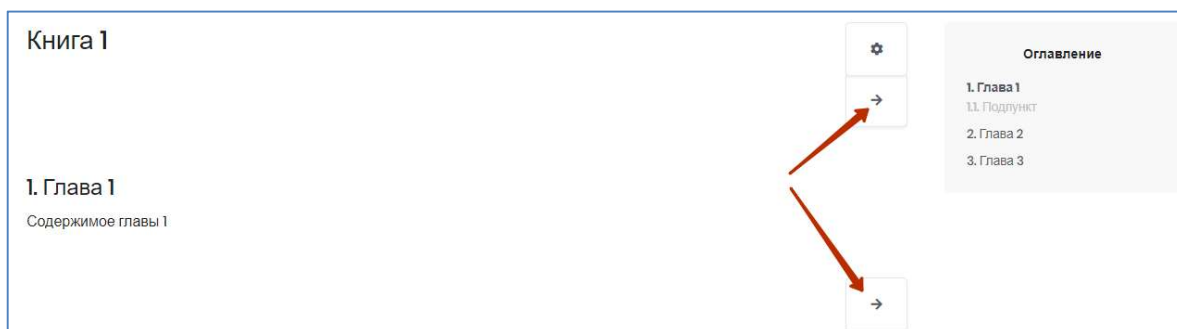 Книга 1
Оглавление
1. Глава 1
1.1. Подпункт
2. Глава 2
3. Глава 3
1. Глава 1
Содержимое главы 1